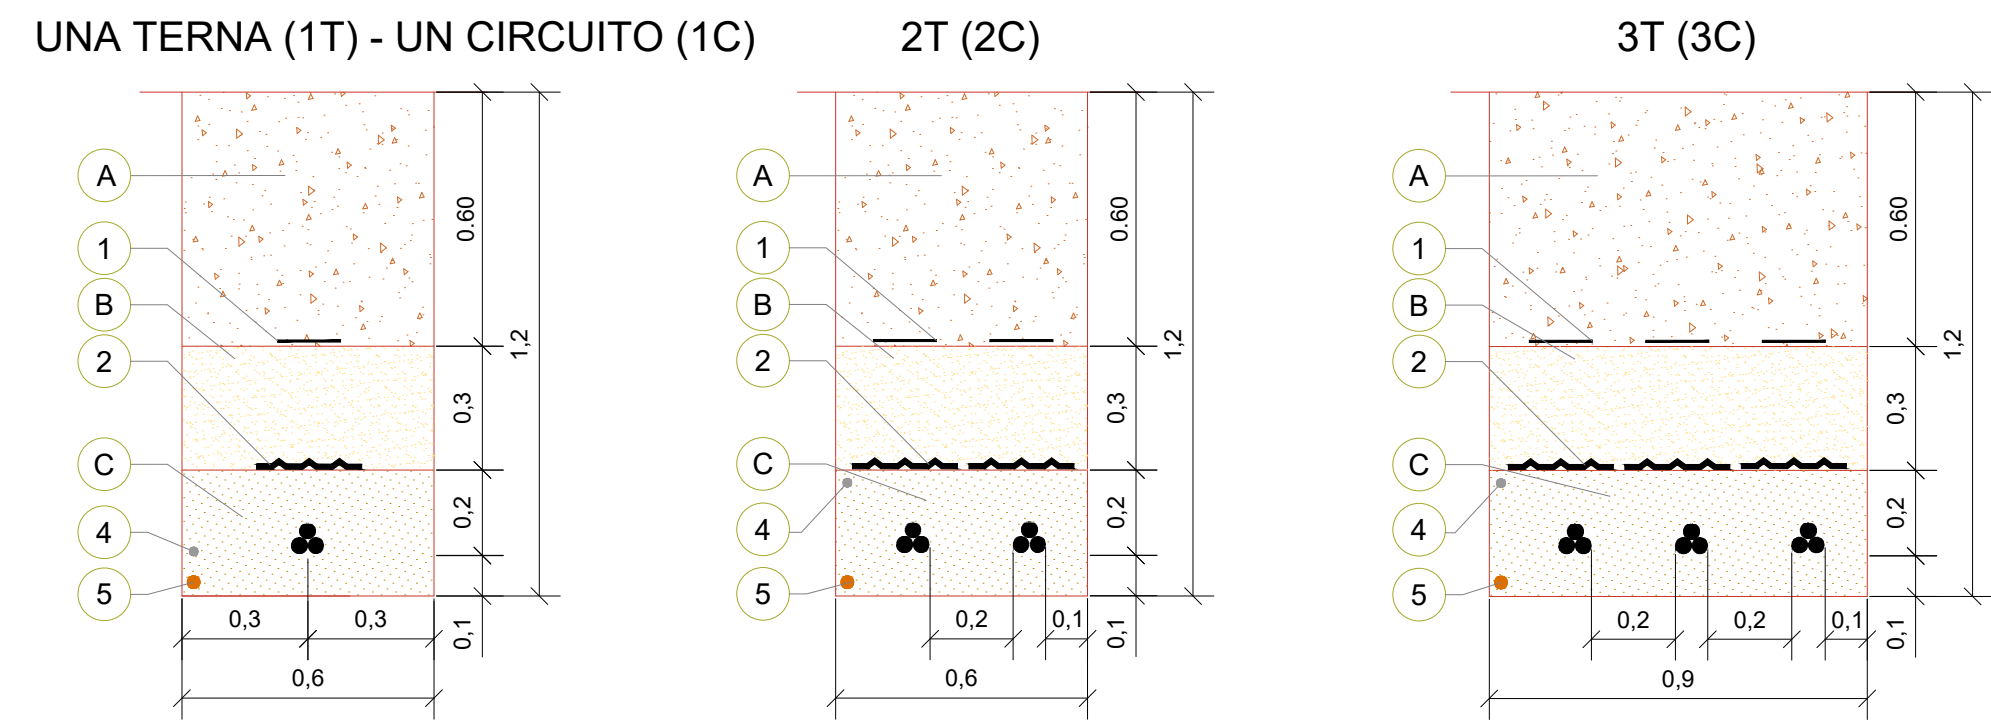 UNA TERNA (1T) - UN CIRCUITO (1C)
A
1
B
2
C
4
5
0.60
0,3
0,2
0,1
1,2
0,3 0,3
0,6
2T (2C)
A
1
B
2
C
4
5
0.60
0,3
0,2
0,1
1,2
0,2 0,1
0,6
3T (3C)
A
1
B
2
C
4
5
0.60
0,3
0,2
0,1
1,2
0,2 0,2 0,1
0,9